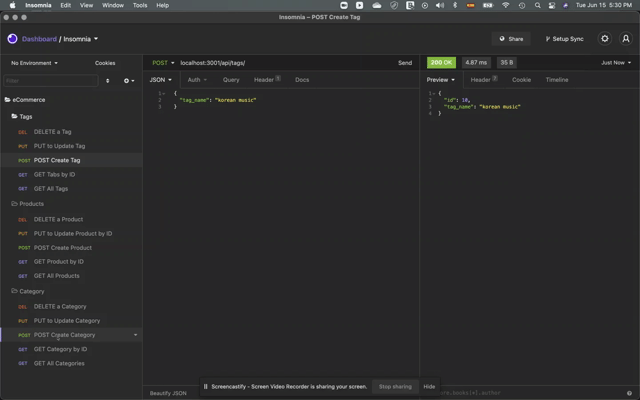 Insomnia Edit View Window Tools Help
Tue Jun 15 5:30 PM
Insomnia – POST Create Tag
Dashboard / Insomnia
Share Setup Sync
No Environment Cookies
POST localhost:3001/api/tags/ Send
200 OK 4.87 ms 35 B Just Now
Filter
JSON Auth Query Header 1 Docs
Preview Header 7 Cookie Timeline
1 {
2 "tag_name": "korean music"
3 }
1 {
2 "id": 10,
3 "tag_name": "korean music"
4 }
eCommerce
Tags
DEL DELETE a Tag
PUT PUT to Update Tag
POST POST Create Tag
GET GET Tabs by ID
GET GET All Tags
Products
DEL DELETE a Product
PUT PUT to Update Product by ID
POST POST Create Product
GET GET Product by ID
GET GET All Products
Category
DEL DELETE a Category
PUT PUT to Update Category
POST POST Create Category
GET GET Category by ID
GET GET All Categories
Screencastify - Screen Video Recorder is sharing your screen. Stop sharing Hide
Beautify JSON